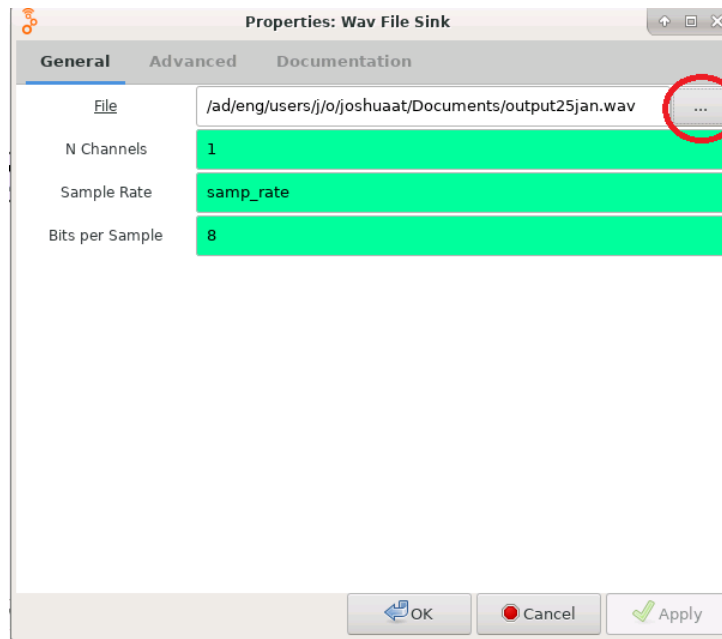 Properties: Wav File Sink
General Advanced Documentation
File /ad/eng/users/j/o/joshuaat/Documents/output25jan.wav ...
N Channels 1
Sample Rate samp_rate
Bits per Sample 8
OK Cancel Apply